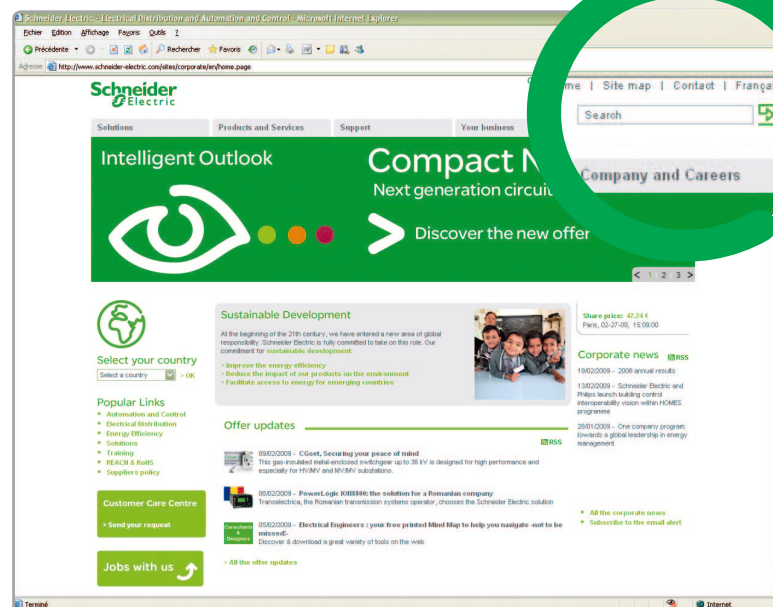 Schneider Electric - Electrical Distribution and Automation and Control - Microsoft Internet Explorer
Fichier Edition Affichage Favoris Outils ?
Précédente Rechercher Favoris
Adresse http://www.schneider-electric.com/sites/corporate/en/home.page
me | Site map | Contact | Françai
Schneider
Electric
Search
Solutions Products and Services Support Your business Company and Careers
Intelligent Outlook
Compact N
Next generation circui
Discover the new offer
< 1 2 3 >
Select your country
Select a country > OK
Popular Links
Automation and Control
Electrical Distribution
Energy Efficiency
Solutions
Training
REACH & RoHS
Suppliers policy
Customer Care Centre
> Send your request
Jobs with us
Sustainable Development
At the beginning of the 21th century, we have entered a new area of global
responsibility. Schneider Electric is fully committed to take on this role. Our
commitment for sustainable development:
> Improve the energy efficiency
> Reduce the impact of our products on the environment
> Facilitate access to energy for emerging countries
Offer updates
RSS
09/02/2009 - CGset, Securing your peace of mind
This gas-insulated metal-enclosed switchgear up to 36 kV is designed for high performance and
especially for HV/MV and MV/MV substations.
06/02/2009 - PowerLogic ION8800: the solution for a Romanian company
Transelectrica, the Romanian transmission systems operator, chooses the Schneider Electric solution
Consultants
&
Designers
05/02/2009 - Electrical Engineers : your free printed Mind Map to help you navigate -not to be
missed!-
Discover & download a great variety of tools on the web
> All the offer updates
Share price: 47.24 €
Paris, 02-27-09, 15:09:00
Corporate news RSS
19/02/2009 - 2008 annual results
13/02/2009 - Schneider Electric and
Philips launch building control
interoperability vision within HOMES
programme
28/01/2009 - One company program
towards a global leadership in energy
management
All the corporate news
Subscribe to the email alert
Terminé Internet